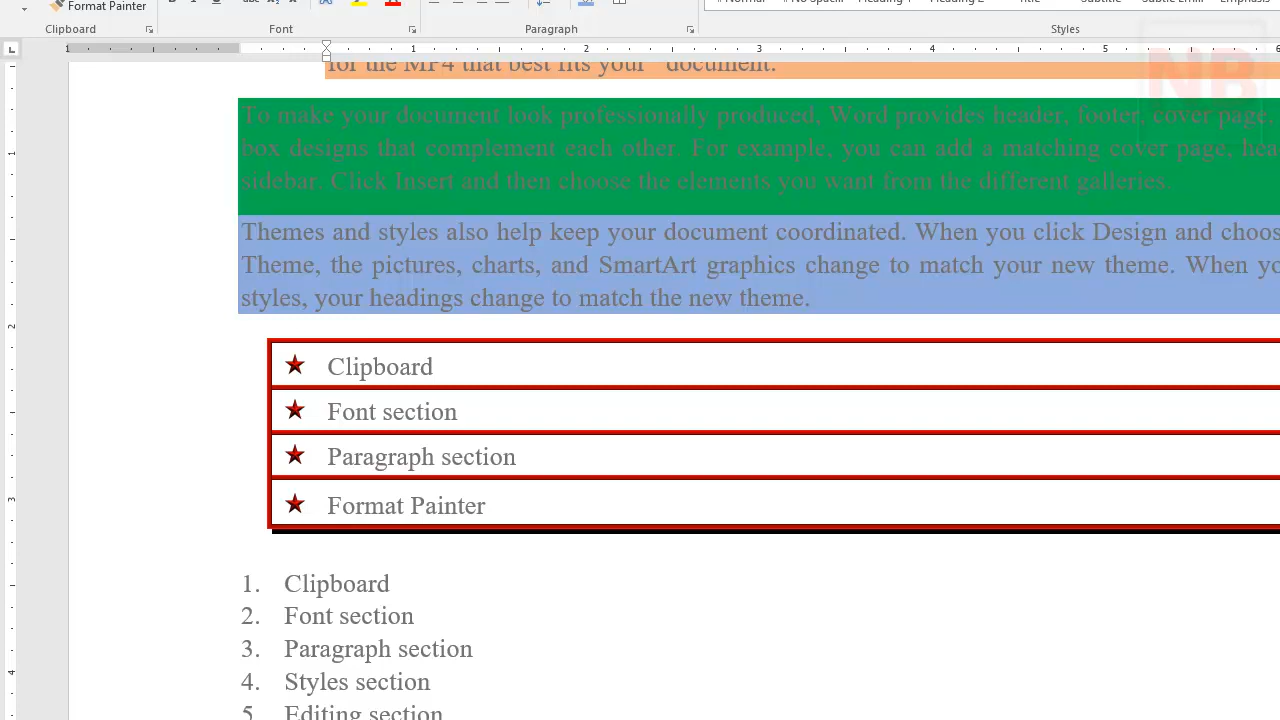 Format Painter
Clipboard
Font
Paragraph
Styles
for the MP4 that best fits your document.
To make your document look professionally produced, Word provides header, footer, cover page,
box designs that complement each other. For example, you can add a matching cover page,
sidebar. Click Insert and then choose the elements you want from the different galleries.
Themes and styles also help keep your document coordinated. When you click Design and
Theme, the pictures, charts, and SmartArt graphics change to match your new theme. When
styles, your headings change to match the new theme.
Clipboard
Font section
Paragraph section
Format Painter
1. Clipboard
2. Font section
3. Paragraph section
4. Styles section
5. Editing section
NB